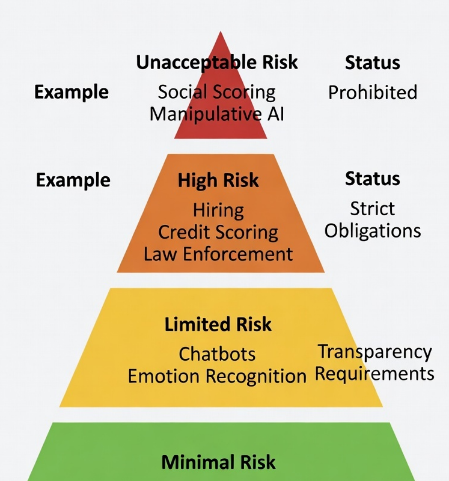 Unacceptable Risk
Status
Example
Social Scoring
Prohibited
Manipulative AI
Example
High Risk
Status
Hiring
Strict
Credit Scoring
Obligations
Law Enforcement
Limited Risk
Chatbots
Transparency
Emotion Recognition
Requirements
Minimal Risk